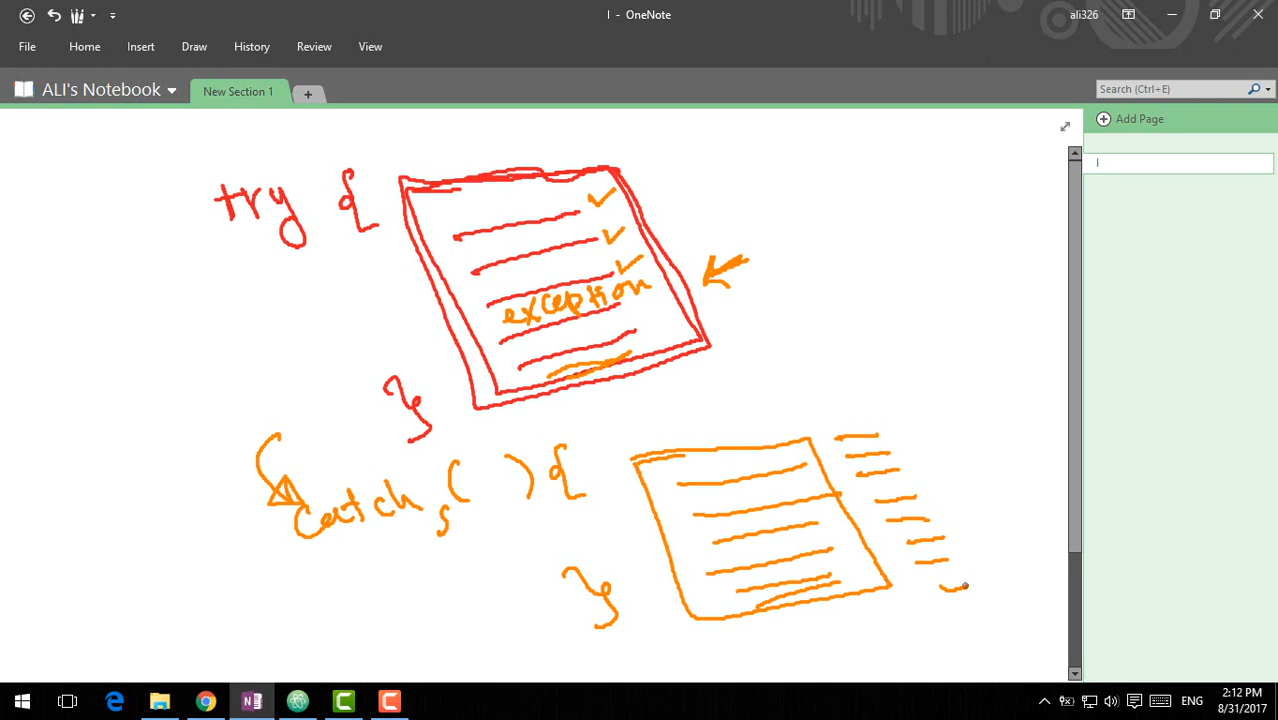 I - OneNote
ali326
File Home Insert Draw History Review View
ALI's Notebook
New Section 1
Search (Ctrl+E)
Add Page
I
try {
exception
}
catch ( ) {
}
ENG
2:12 PM
8/31/2017